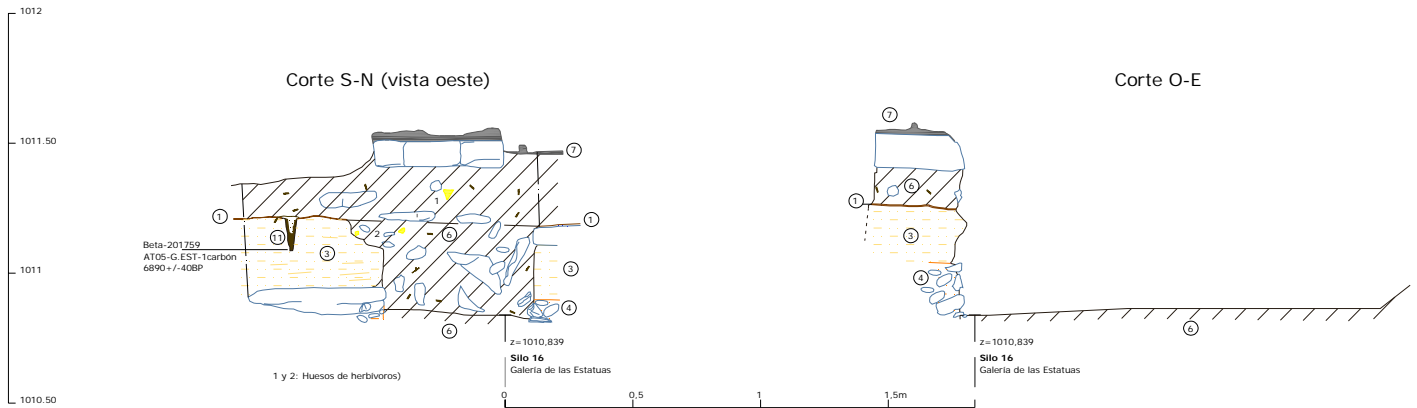 1012
Corte S-N (vista oeste)
Corte O-E
7
1011.50
7
1
6
1
1
1
2
6
11
3
3
Beta-201759
AT05-G.EST-1carbón
6890+/-40BP
1011
3
4
4
6
6
z=1010,839
Silo 16
Galería de las Estatuas
z=1010,839
Silo 16
Galería de las Estatuas
1 y 2: Huesos de herbívoros)
0
0,5
1
1,5m
1010.50